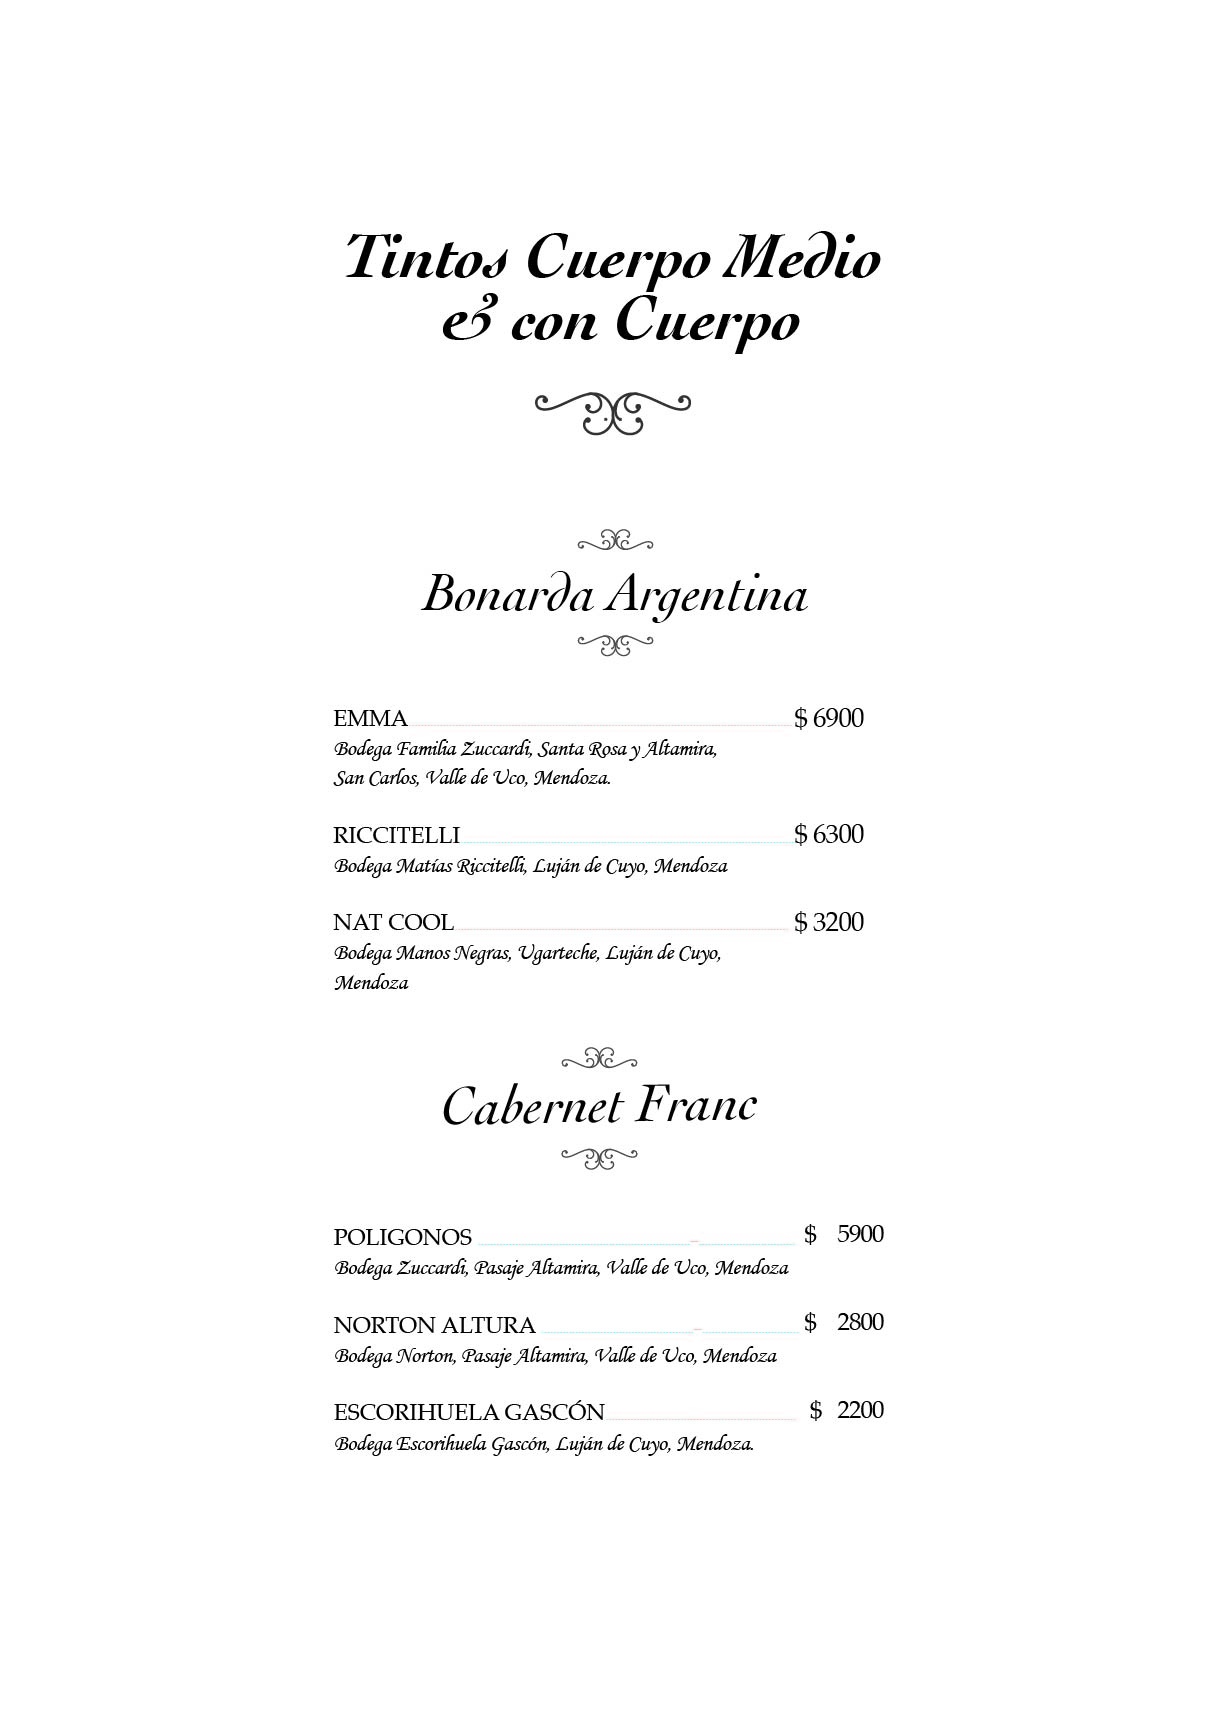 Tintos Cuerpo Medio
& con Cuerpo
Bonarda Argentina
EMMA $ 6900
Bodega Familia Zuccardi, Santa Rosa y Altamira,
San Carlos, Valle de Uco, Mendoza.
RICCITELLI $ 6300
Bodega Matías Riccitelli, Luján de Cuyo, Mendoza
NAT COOL $ 3200
Bodega Manos Negras, Ugarteche, Luján de Cuyo,
Mendoza
Cabernet Franc
POLIGONOS $ 5900
Bodega Zuccardi, Pasaje Altamira, Valle de Uco, Mendoza
NORTON ALTURA $ 2800
Bodega Norton, Pasaje Altamira, Valle de Uco, Mendoza
ESCORIHUELA GASCÓN $ 2200
Bodega Escorihuela Gascón, Luján de Cuyo, Mendoza.